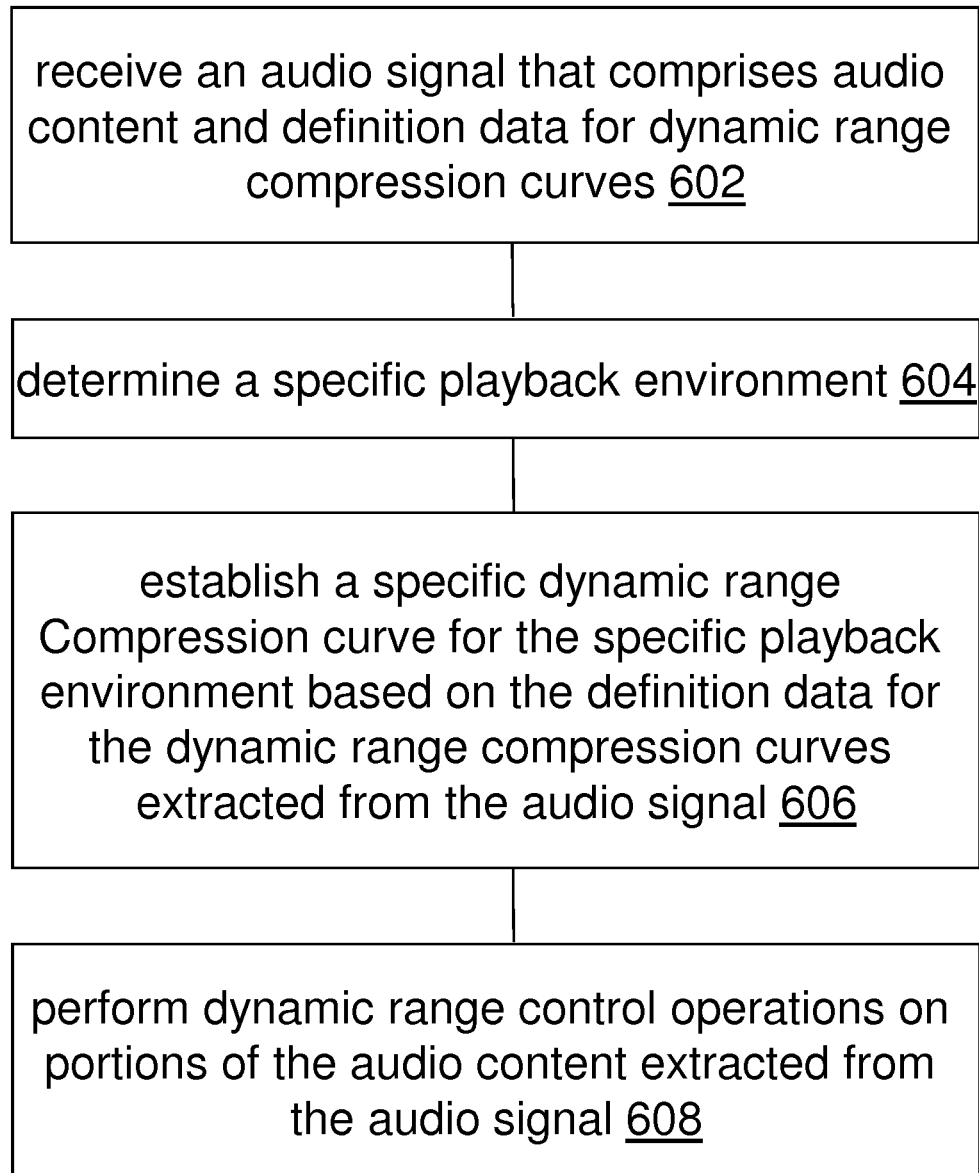 receive an audio signal that comprises audio
content and definition data for dynamic range
compression curves 602
determine a specific playback environment 604
establish a specific dynamic range
Compression curve for the specific playback
environment based on the definition data for
the dynamic range compression curves
extracted from the audio signal 606
perform dynamic range control operations on
portions of the audio content extracted from
the audio signal 608